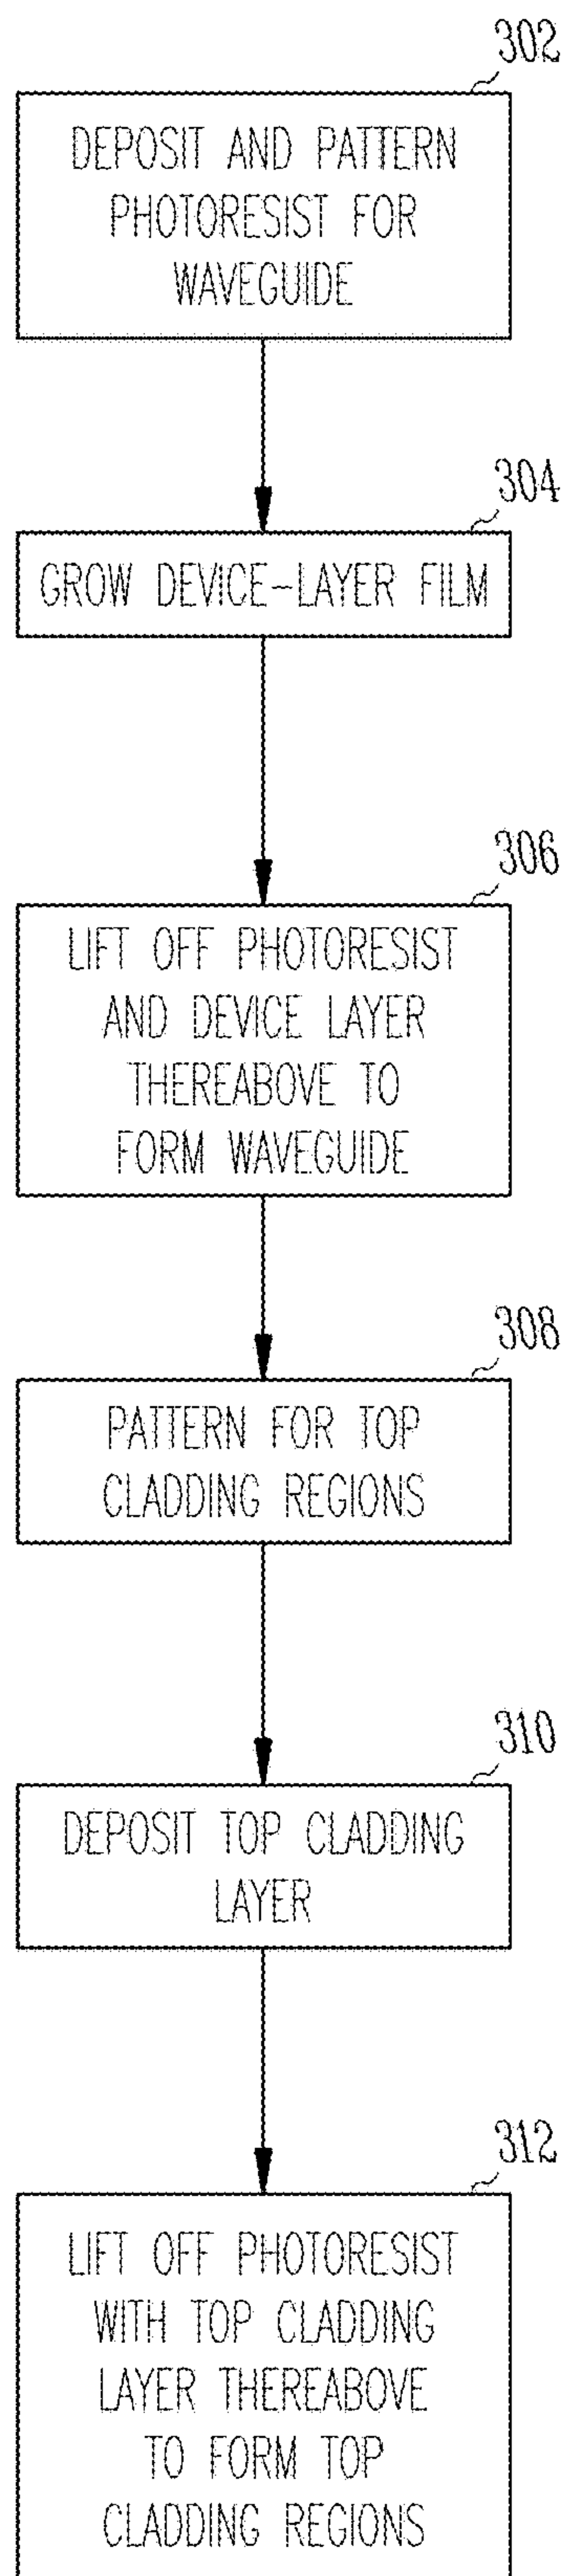 302
DEPOSIT AND PATTERN
PHOTORESIST FOR
WAVEGUIDE
304
GROW DEVICE-LAYER FILM
306
LIFT OFF PHOTORESIST
AND DEVICE LAYER
THEREABOVE TO
FORM WAVEGUIDE
308
PATTERN FOR TOP
CLADDING REGIONS
310
DEPOSIT TOP CLADDING
LAYER
312
LIFT OFF PHOTORESIST
WITH TOP CLADDING
LAYER THEREABOVE
TO FORM TOP
CLADDING REGIONS